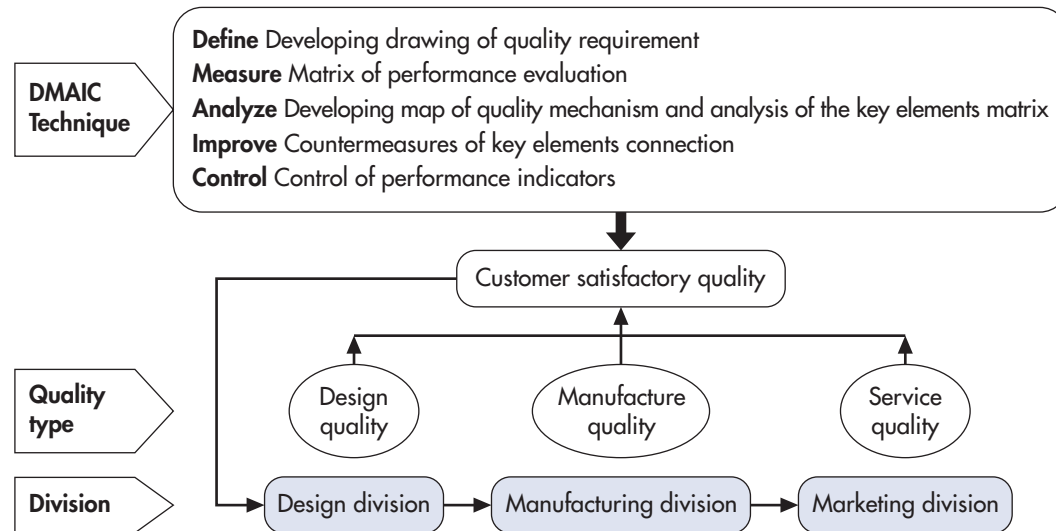 DMAIC
Technique
Define Developing drawing of quality requirement
Measure Matrix of performance evaluation
Analyze Developing map of quality mechanism and analysis of the key elements matrix
Improve Countermeasures of key elements connection
Control Control of performance indicators
Customer satisfactory quality
Quality
type
Design
quality
Manufacture
quality
Service
quality
Division
Design division
Manufacturing division
Marketing division